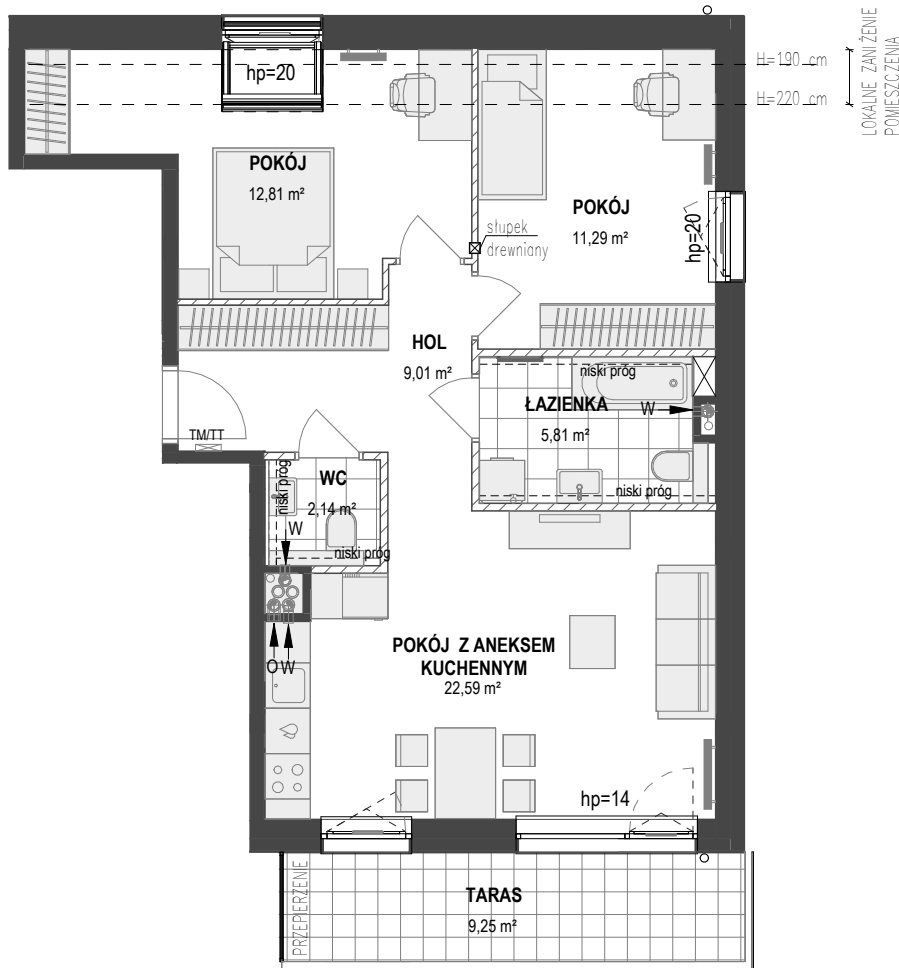 H=190 cm
H=220 cm
LOKALNE ZANIŻENIE
POMIESZCZENIA
hp=20
POKÓJ
12,81 m²
POKÓJ
11,29 m²
hp=20
słupek
drewniany
HOL
9,01 m²
niski próg
ŁAZIENKA
W
5,81 m²
niski próg
TM/TT
niski próg
WC
2,14 m²
W
niski próg
O W
POKÓJ Z ANEKSEM
KUCHENNYM
22,59 m²
hp=14
PRZEPIERZENIE
TARAS
9,25 m²